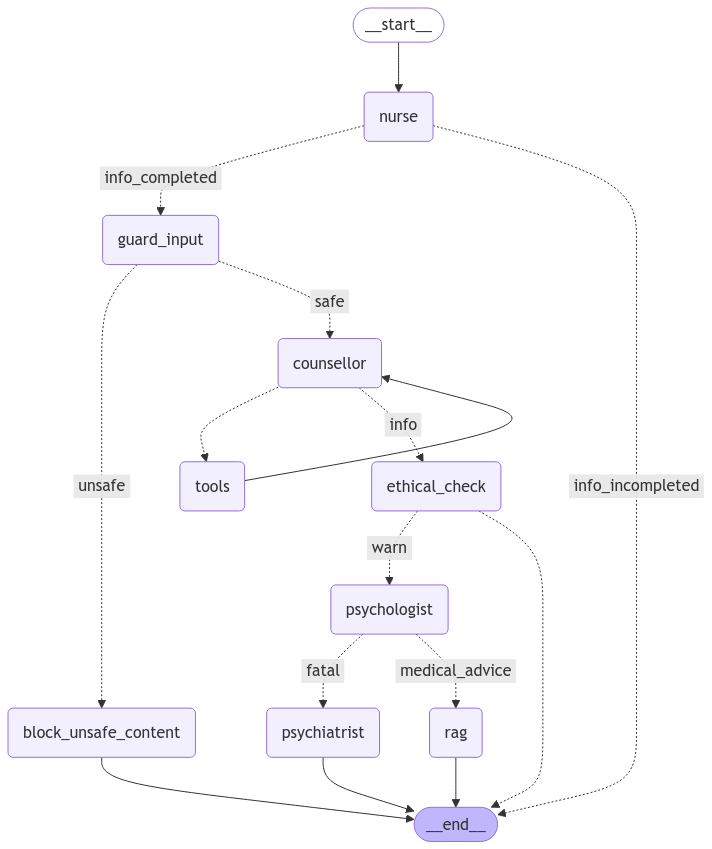 __start__
nurse
info_completed
guard_input
safe
counsellor
info
unsafe
tools
ethical_check
info_incompleted
warn
psychologist
fatal
medical_advice
block_unsafe_content
psychiatrist
rag
__end__